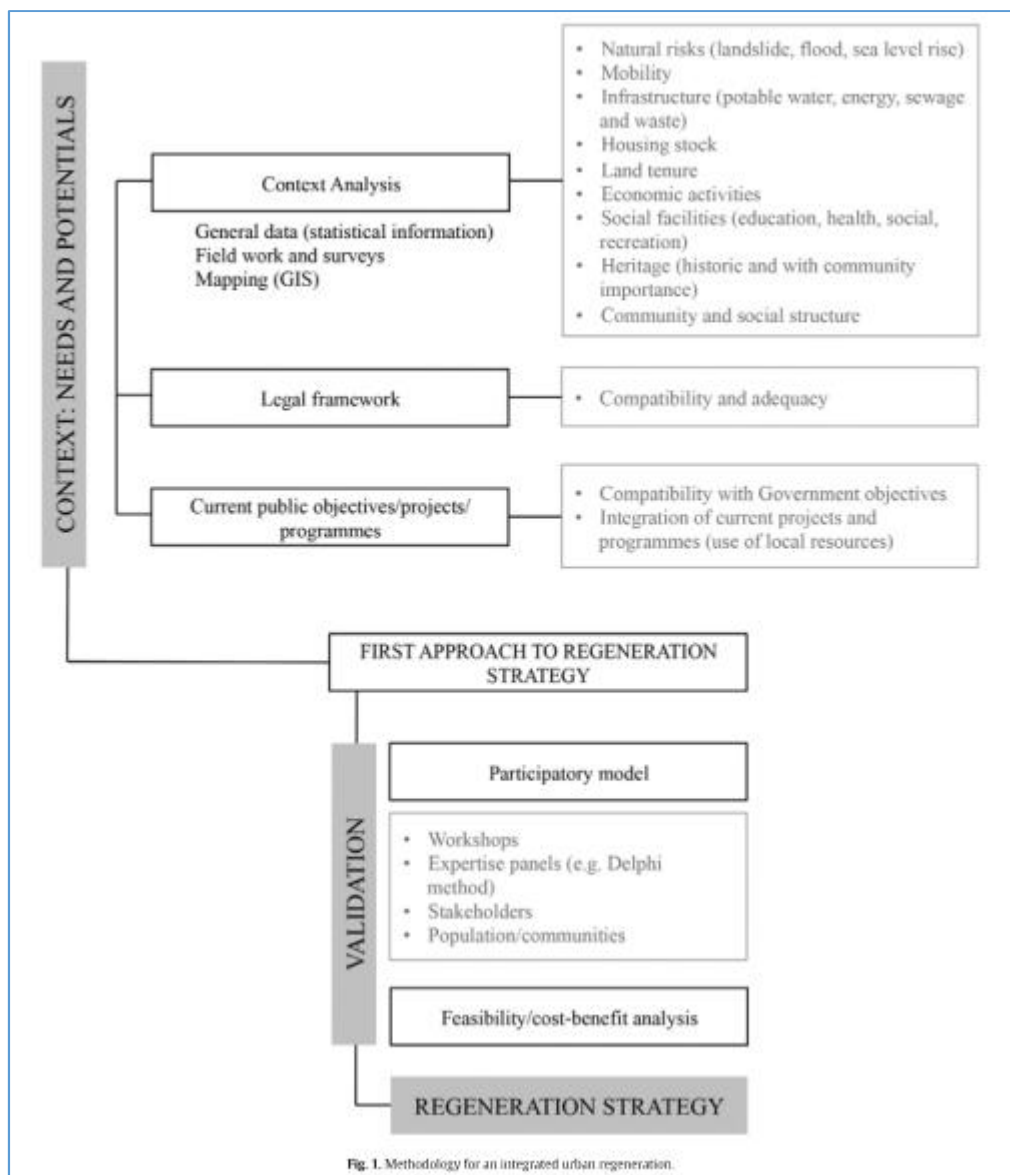 CONTEXT: NEEDS AND POTENTIALS
Context Analysis
General data (statistical information)
Field work and surveys
Mapping (GIS)
• Natural risks (landslide, flood, sea level rise)
• Mobility
• Infrastructure (potable water, energy, sewage
and waste)
• Housing stock
• Land tenure
• Economic activities
• Social facilities (education, health, social,
recreation)
• Heritage (historic and with community
importance)
• Community and social structure
Legal framework
• Compatibility and adequacy
Current public objectives/projects/
programmes
• Compatibility with Government objectives
• Integration of current projects and
programmes (use of local resources)
FIRST APPROACH TO REGENERATION
STRATEGY
VALIDATION
Participatory model
• Workshops
• Expertise panels (e.g. Delphi
method)
• Stakeholders
• Population/communities
Feasibility/cost-benefit analysis
REGENERATION STRATEGY
Fig. 1. Methodology for an integrated urban regeneration.